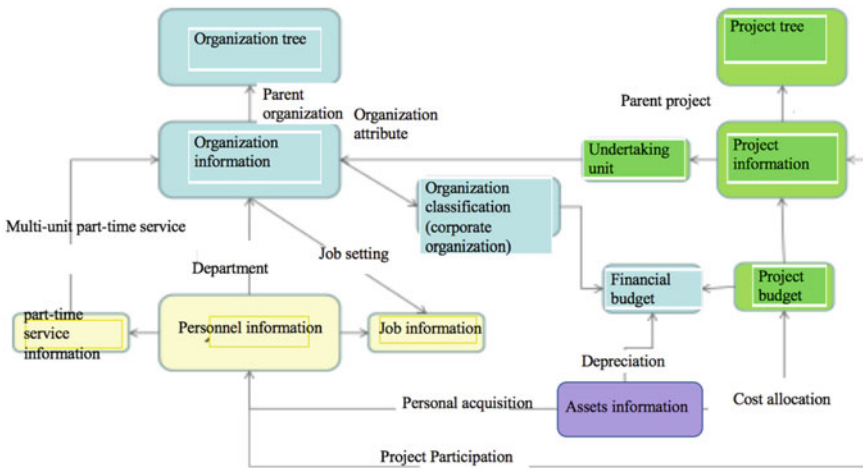 Organization tree
Project tree
Parent
organization
Organization
attribute
Parent project
Organization
information
Undertaking
unit
Project
information
Organization
classification
(corporate
organization)
Multi-unit part-time service
Job setting
Department
Financial
budget
Project
budget
part-time
service
information
Personnel information
Job information
Depreciation
Personal acquisition
Assets information
Cost allocation
Project Participation